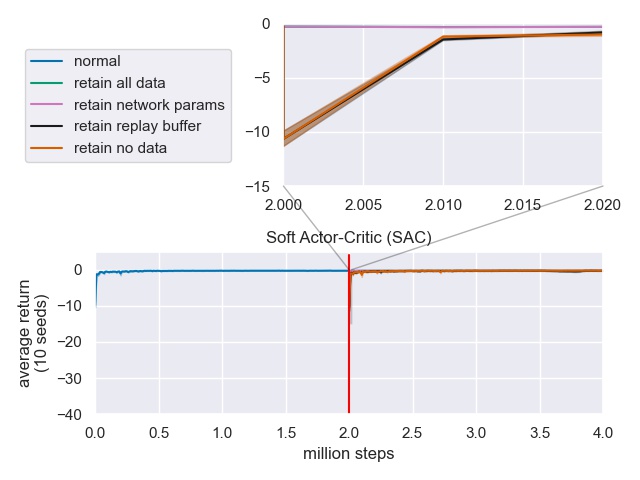 normal
retain all data
retain network params
retain replay buffer
retain no data
0
−5
−10
−15
2.000 2.005 2.010 2.015 2.020
Soft Actor-Critic (SAC)
average return
(10 seeds)
0
−10
−20
−30
−40
0.0 0.5 1.0 1.5 2.0 2.5 3.0 3.5 4.0
million steps